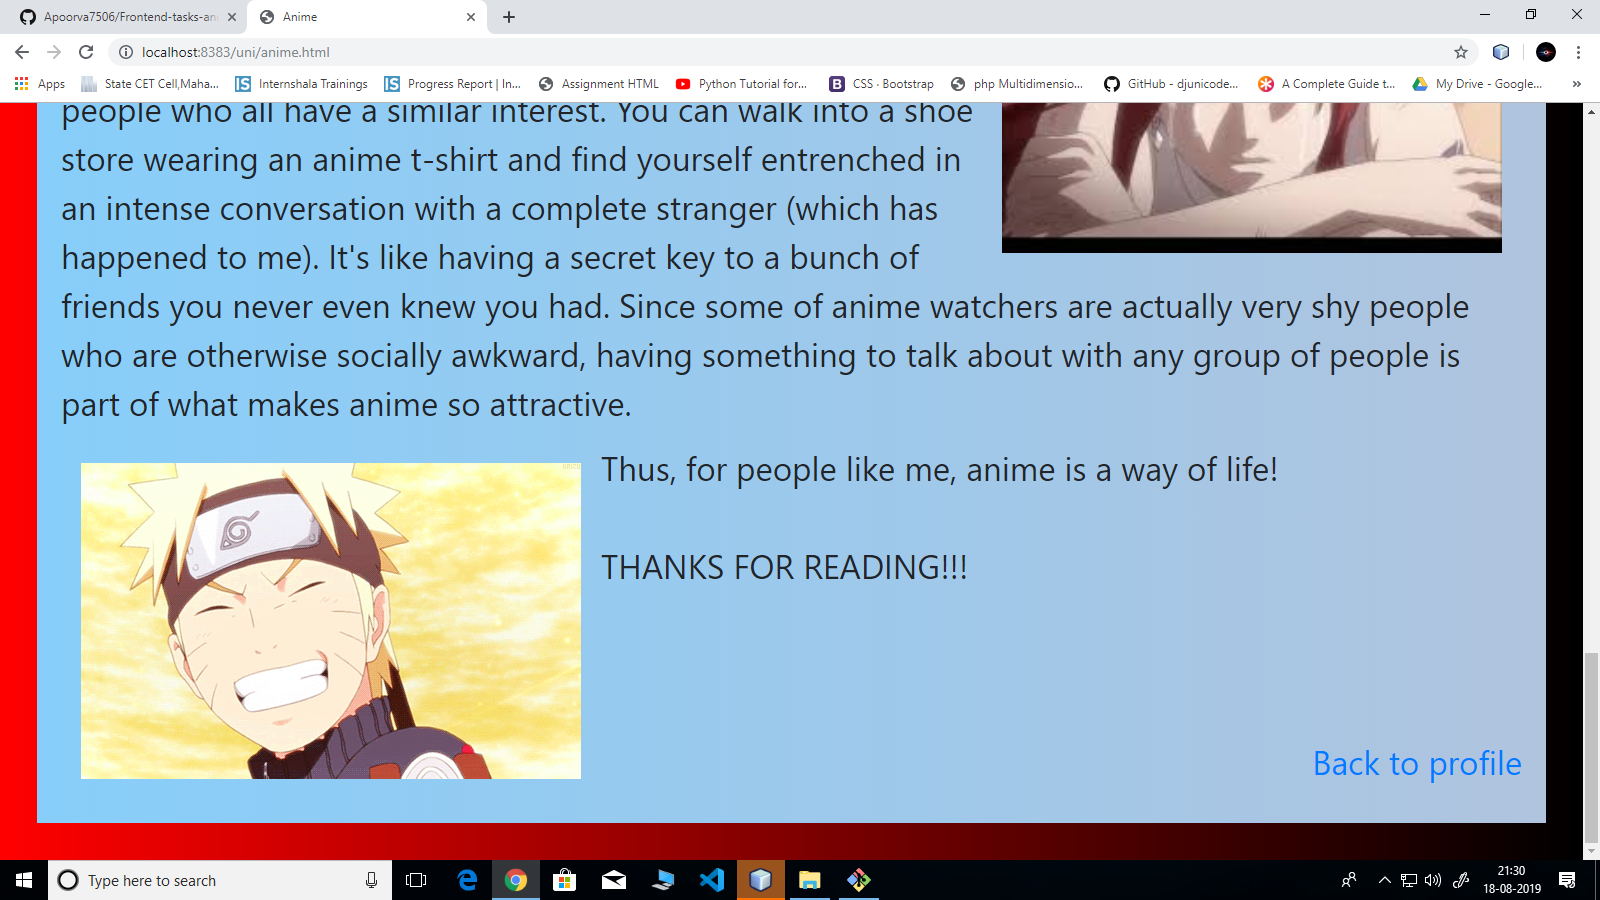 Apoorva7506/Frontend-tasks-an
Anime
localhost:8383/uni/anime.html
Apps
State CET Cell,Maha...
Internshala Trainings
Progress Report | In...
Assignment HTML
Python Tutorial for...
CSS · Bootstrap
php Multidimensio...
GitHub - djunicode...
A Complete Guide t...
My Drive - Google...
people who all have a similar interest. You can walk into a shoe
store wearing an anime t-shirt and find yourself entrenched in
an intense conversation with a complete stranger (which has
happened to me). It's like having a secret key to a bunch of
friends you never even knew you had. Since some of anime watchers are actually very shy people
who are otherwise socially awkward, having something to talk about with any group of people is
part of what makes anime so attractive.
Thus, for people like me, anime is a way of life!
THANKS FOR READING!!!
Back to profile
Type here to search
21:30
18-08-2019